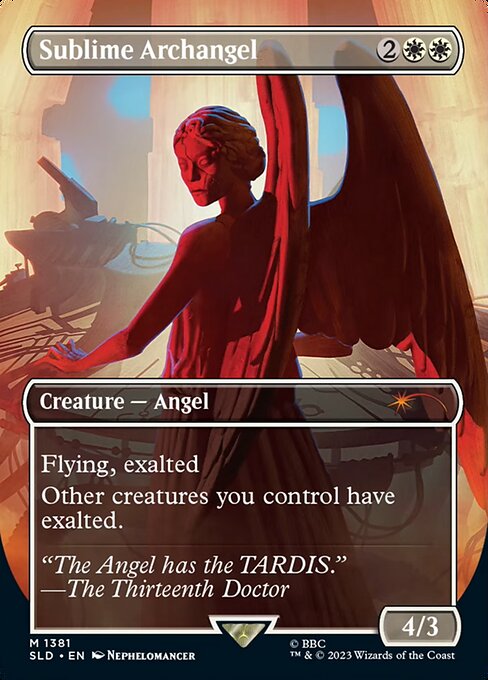 Sublime Archangel 2
Creature — Angel
Flying, exalted
Other creatures you control have
exalted.
“The Angel has the TARDIS.”
—The Thirteenth Doctor
4/3
M 1381
SLD • EN Nephelomancer
© BBC
™ & © 2023 Wizards of the Coast